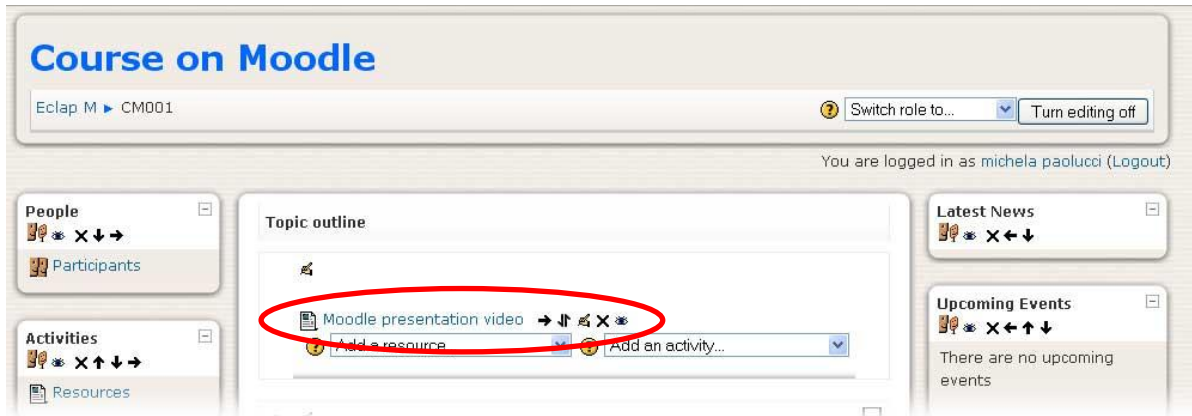 Course on Moodle
Eclap M ► CM001
Switch role to...
Turn editing off
You are logged in as michela paolucci (Logout)
People
Participants
Activities
Resources
Topic outline
Moodle presentation video
Add a resource...
Add an activity...
Latest News
Upcoming Events
There are no upcoming
events